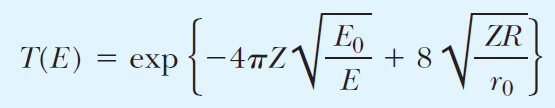 T(E) = exp {−4πZ√(E₀/E) + 8√(ZR/r₀)}